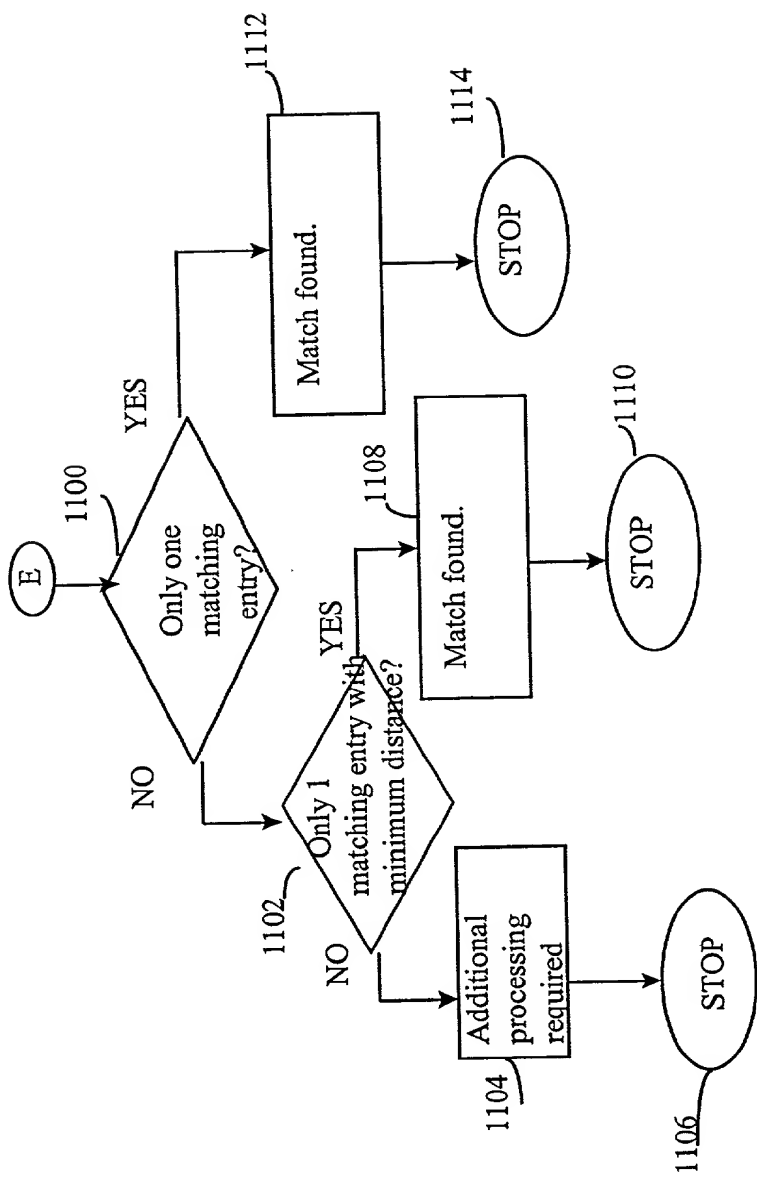 E
1100
Only one
matching
entry?
YES
NO
1112
Match found.
1114
STOP
1102
Only 1
matching entry with
minimum distance?
YES
NO
1108
Match found.
1110
STOP
1104
Additional
processing
required
1106
STOP